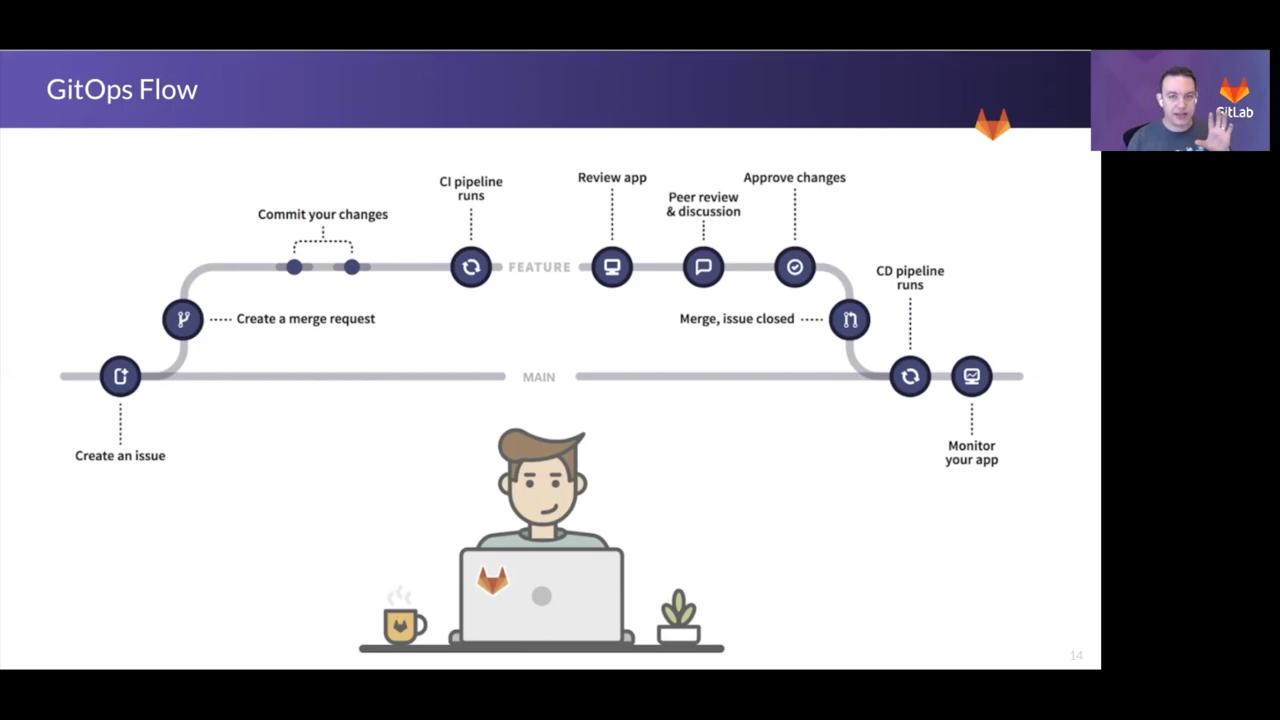 GitOps Flow
GitLab
CI pipeline
runs
Review app
Approve changes
Peer review
& discussion
Commit your changes
FEATURE
CD pipeline
runs
Create a merge request
Merge, issue closed
MAIN
Create an issue
Monitor
your app
14